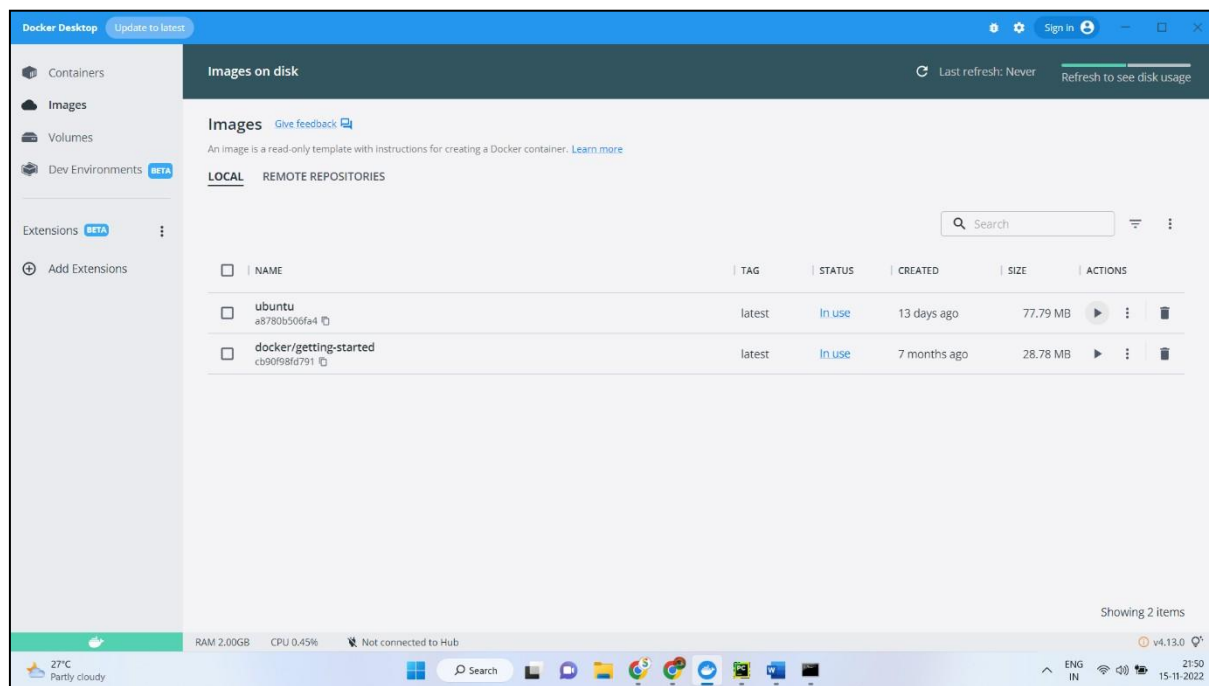 Docker Desktop Update to latest Sign in
Containers
Images
Volumes
Dev Environments BETA
Extensions BETA
Add Extensions
Images on disk Last refresh: Never Refresh to see disk usage
Images Give feedback
An image is a read-only template with instructions for creating a Docker container. Learn more
LOCAL REMOTE REPOSITORIES
Search
NAME TAG STATUS CREATED SIZE ACTIONS
ubuntu latest In use 13 days ago 77.79 MB
a8780b506fa4
docker/getting-started latest In use 7 months ago 28.78 MB
cb90f98fd791
Showing 2 items
RAM 2.00GB CPU 0.45% Not connected to Hub v4.13.0
27°C
Partly cloudy
Search
ENG
IN
21:50
15-11-2022